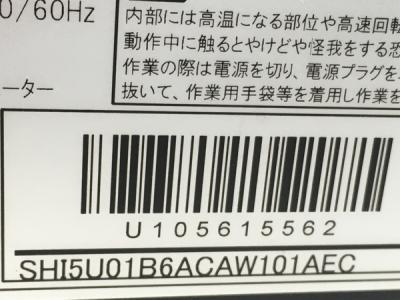 0/60Hz
内部には高温になる部位や高速回転
動作中に触るとやけどや怪我をする恐
作業の際は電源を切り、電源プラグを
抜いて、作業用手袋等を着用し作業を
ーター
U105615562
SHI5U01B6ACAW101AEC